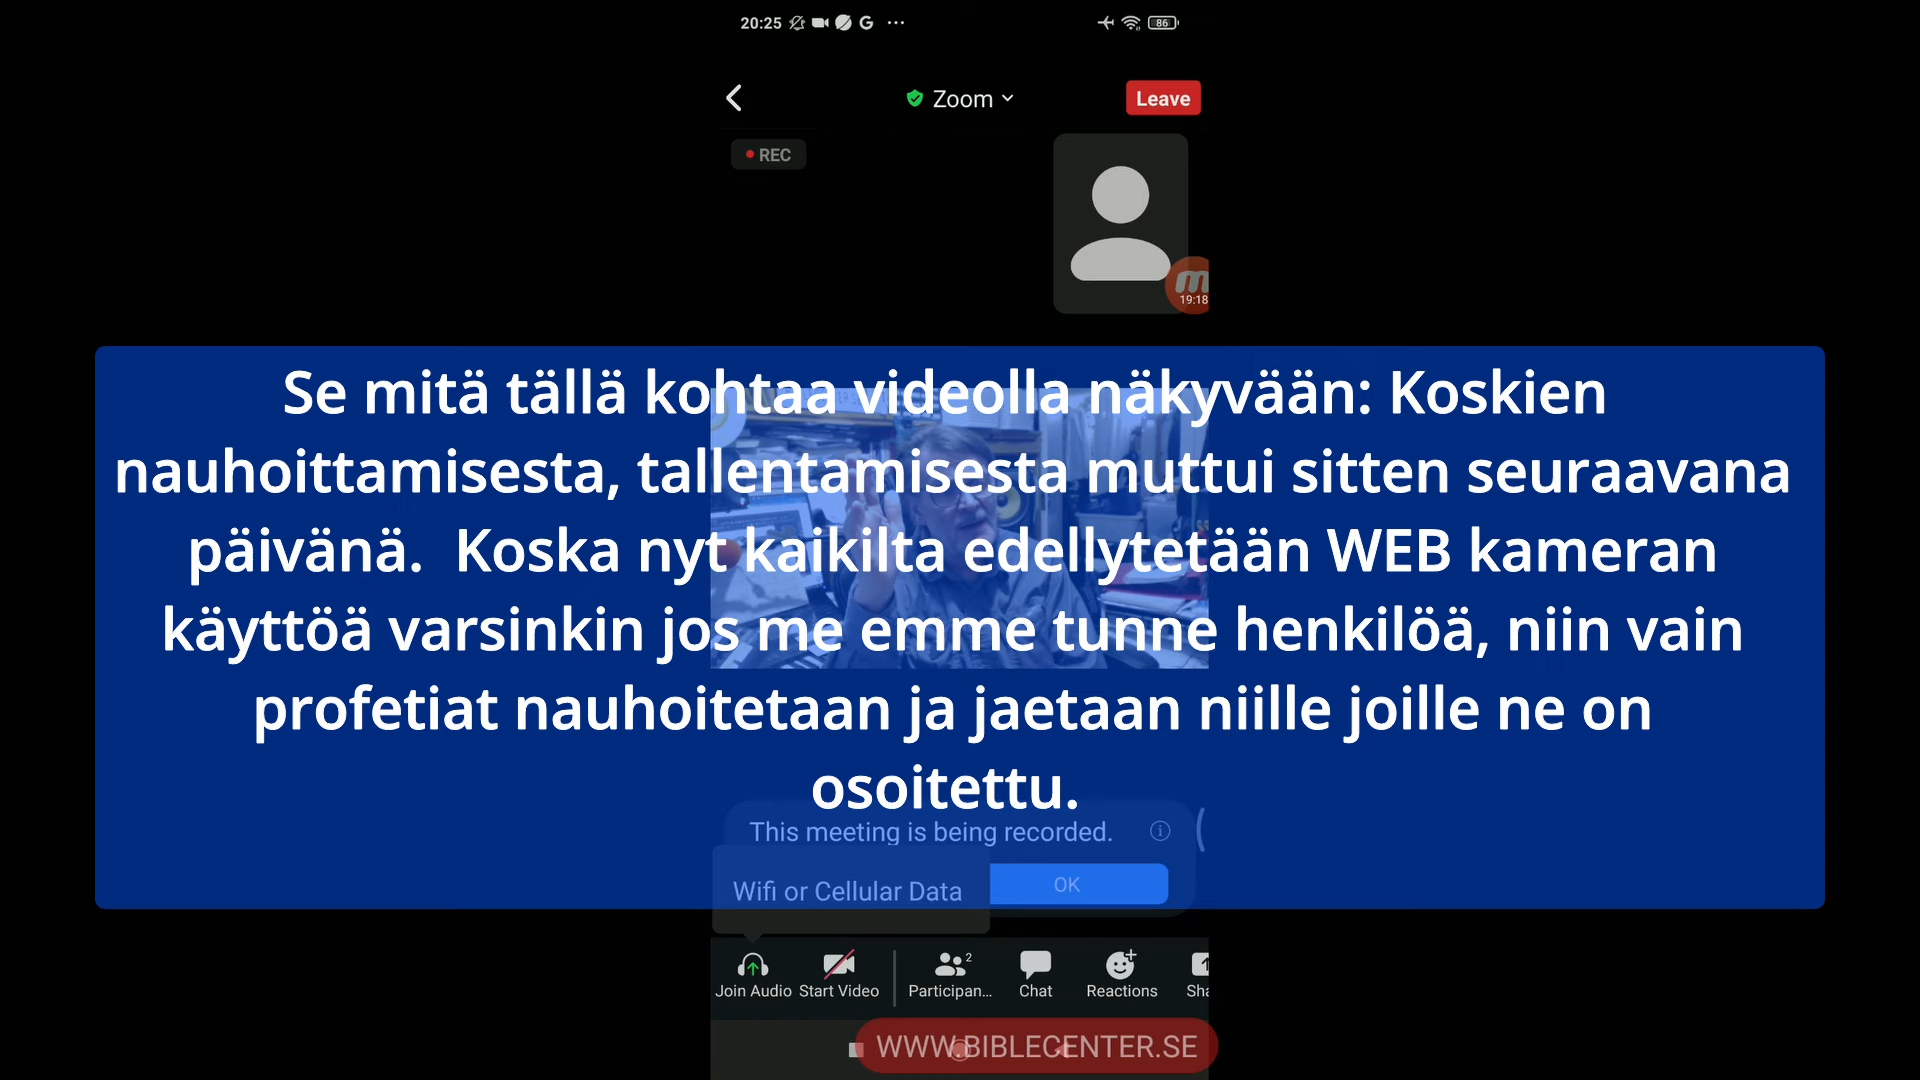 20:25
86
Zoom
Leave
REC
19:18
Se mitä tällä kohtaa videolla näkyvään: Koskien
nauhoittamisesta, tallentamisesta muttui sitten seuraavana
päivänä. Koska nyt kaikilta edellytetään WEB kameran
käyttöä varsinkin jos me emme tunne henkilöä, niin vain
profetiat nauhoitetaan ja jaetaan niille joille ne on
osoitettu.
This meeting is being recorded.
Wifi or Cellular Data
OK
2
Join Audio Start Video Participan... Chat Reactions Sha
WWW.BIBLECENTER.SE